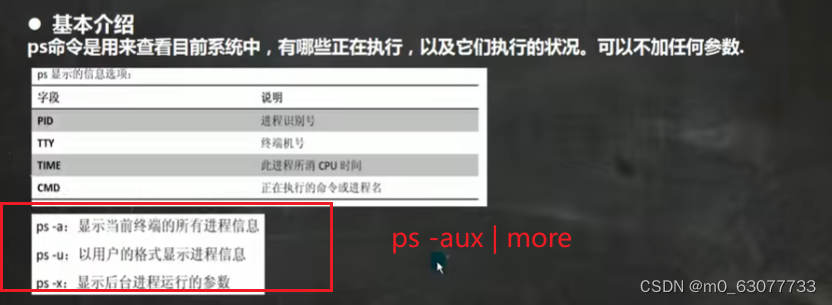 ● 基本介绍
ps命令是用来查看目前系统中，有哪些正在执行，以及它们执行的状况。可以不加任何参数.
ps 显示的信息选项:
字段 说明
PID 进程识别号
TTY 终端机号
TIME 此进程所消 CPU 时间
CMD 正在执行的命令或进程名
ps -a：显示当前终端的所有进程信息
ps -u：以用户的格式显示进程信息
ps -x：显示后台进程运行的参数
ps -aux | more
CSDN @m0_63077733